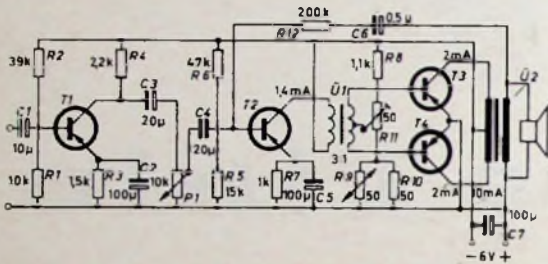 200k
0,5µ
R12
C6
R2
39k
R4
2,2k
47k
R6
R8
1,1k
2mA
T3
Ü2
C3
20µ
C1
10µ
T1
C4
20µ
T2
1,4mA
Ü1
50
R11
T4
3:1
C2
10k
R1
1,5k
R3
100µ
10k
P1
R5
15k
1k
R7
100µ
C5
R9
50
R10
50
2mA
10mA
100µ
C7
– 6V +